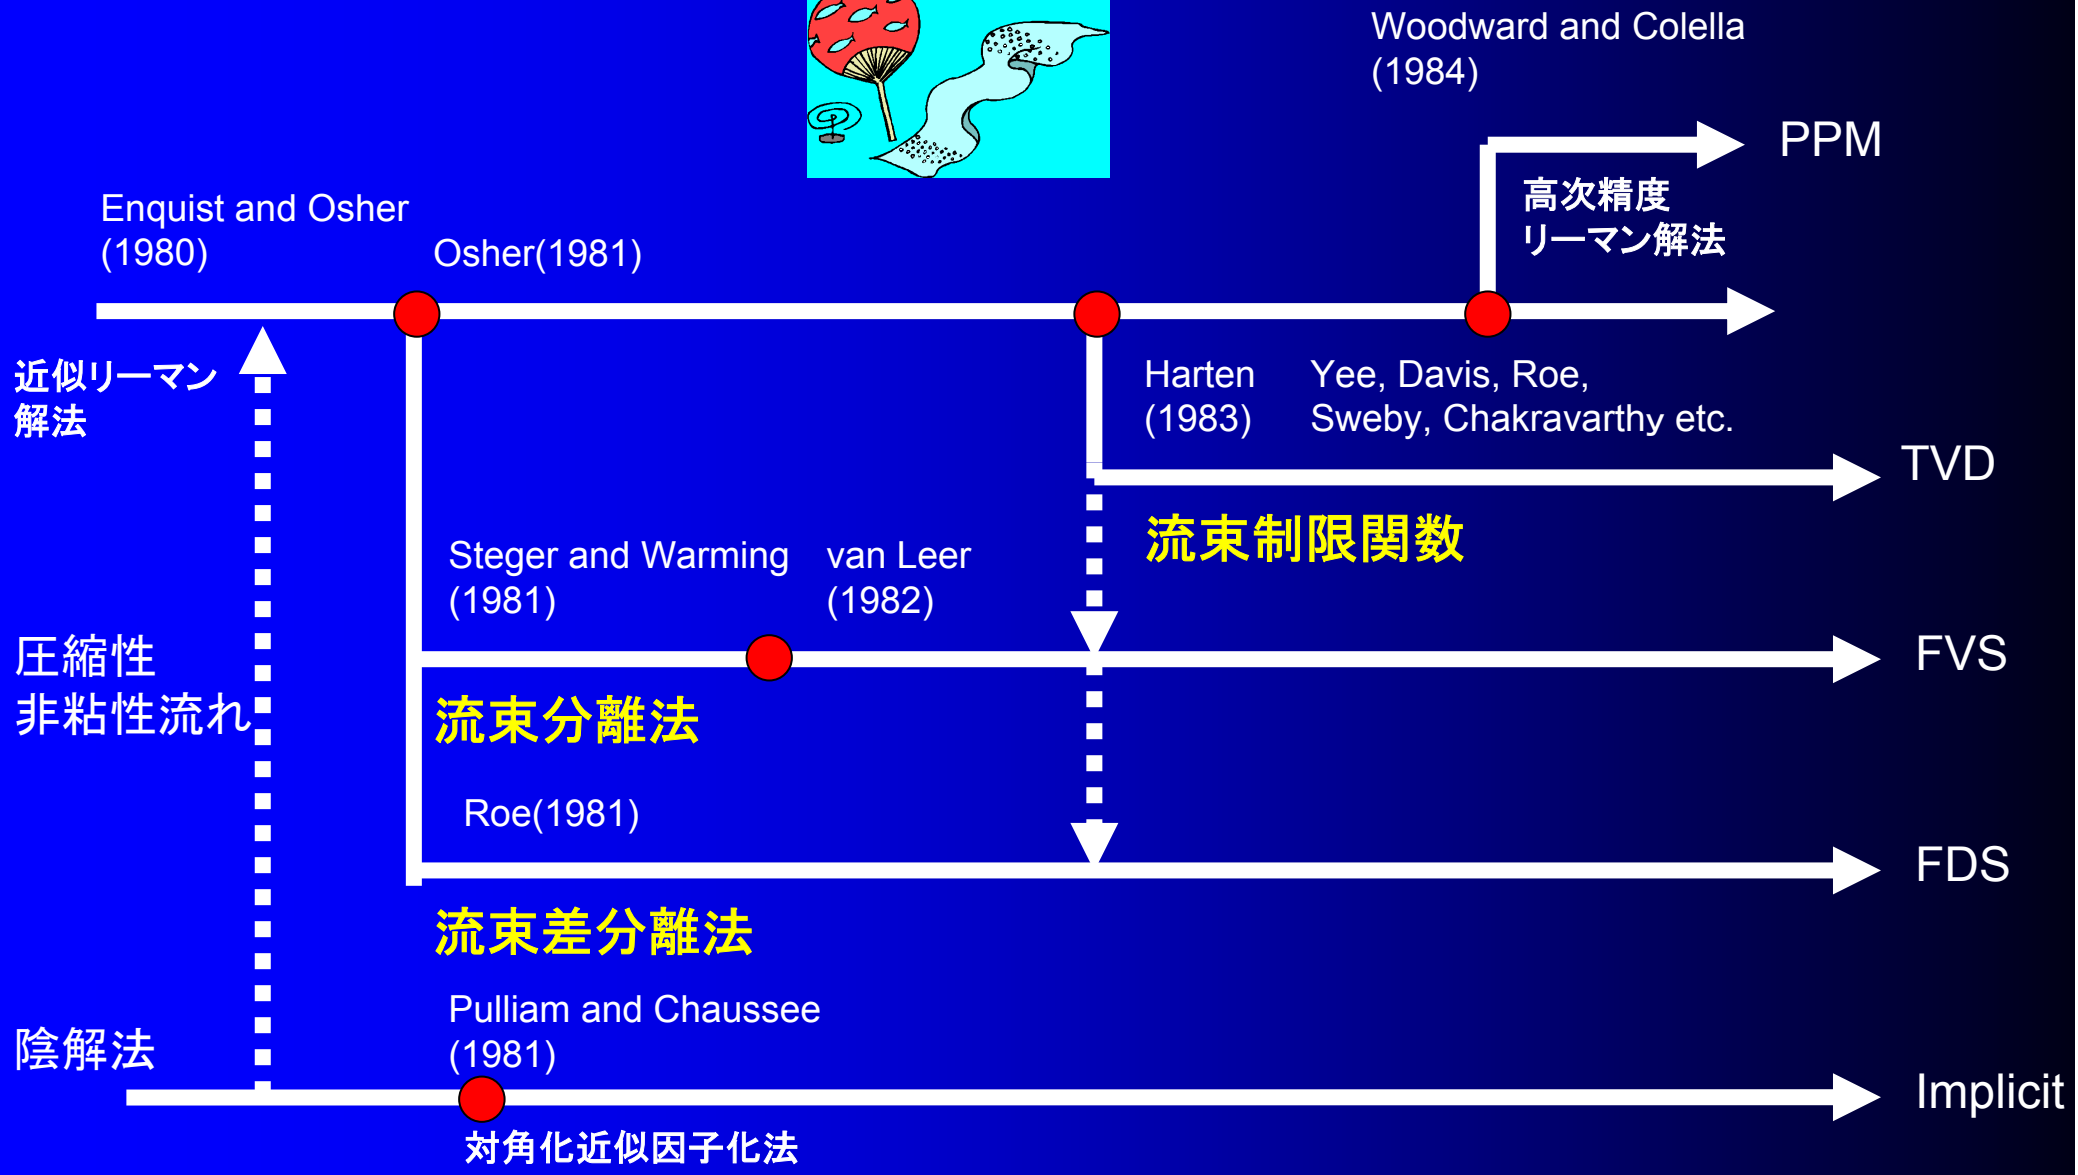 Woodward and Colella
(1984)
PPM
高次精度
リーマン解法
Enquist and Osher
(1980)
Osher(1981)
近似リーマン
解法
Harten
(1983)
Yee, Davis, Roe,
Sweby, Chakravarthy etc.
TVD
流束制限関数
Steger and Warming
(1981)
van Leer
(1982)
圧縮性
非粘性流れ
FVS
流束分離法
Roe(1981)
FDS
流束差分離法
Pulliam and Chaussee
(1981)
陰解法
Implicit
対角化近似因子化法